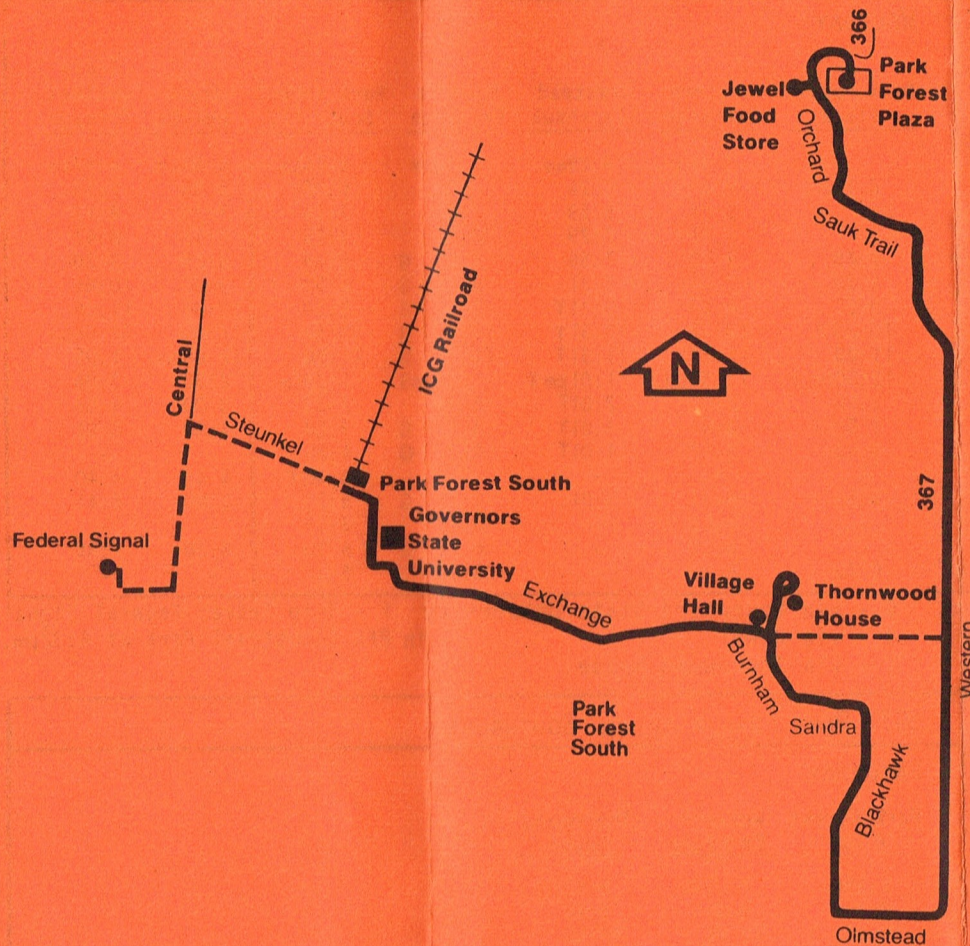 366
Park
Forest
Plaza
Jewel
Food
Store
Orchard
Sauk Trail
ICG Railroad
N
Central
Steunkel
Park Forest South
367
Governors
State
University
Federal Signal
Exchange
Village
Hall
Thornwood
House
Western
Burnham
Park
Forest
South
Sandra
Blackhawk
Olmstead